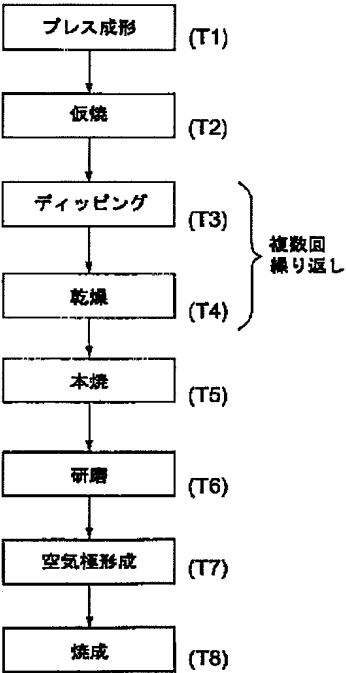 プレス成形 (T1)
仮焼 (T2)
ディッピング (T3)
複数回
繰り返し
乾燥 (T4)
本焼 (T5)
研磨 (T6)
空気極形成 (T7)
焼成 (T8)